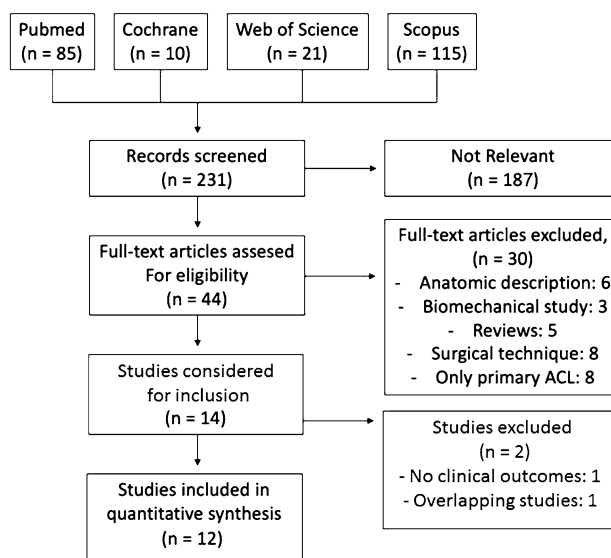 Pubmed
(n = 85)
Cochrane
(n = 10)
Web of Science
(n = 21)
Scopus
(n = 115)
Records screened
(n = 231)
Not Relevant
(n = 187)
Full-text articles assesed
For eligibility
(n = 44)
Full-text articles excluded,
(n = 30)
- Anatomic description: 6
- Biomechanical study: 3
- Reviews: 5
- Surgical technique: 8
- Only primary ACL: 8
Studies considered
for inclusion
(n = 14)
Studies excluded
(n = 2)
- No clinical outcomes: 1
- Overlapping studies: 1
Studies included in
quantitative synthesis
(n = 12)